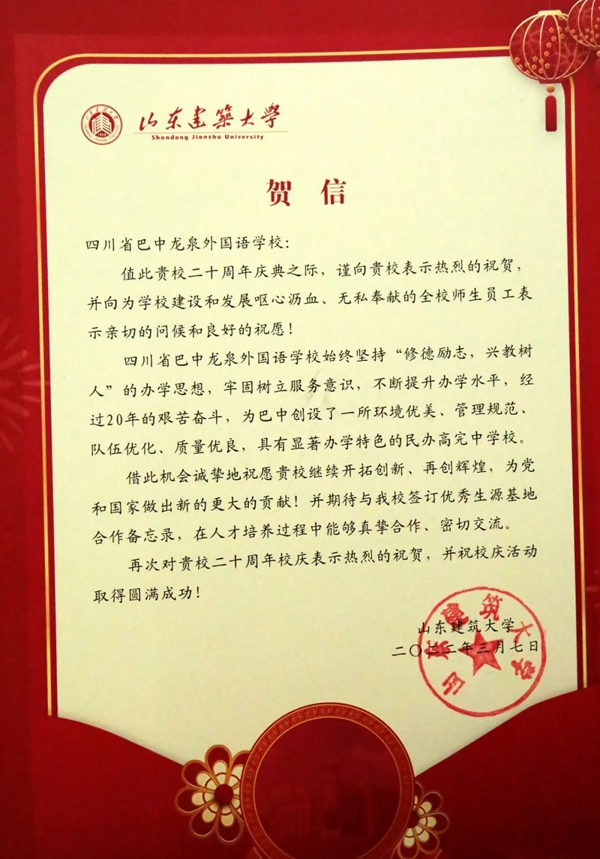 山东建筑大学
Shandong Jianzhu University
贺 信
四川省巴中龙泉外国语学校：
值此贵校二十周年庆典之际，谨向贵校表示热烈的祝贺，
并向为学校建设和发展呕心沥血、无私奉献的全校师生员工表
示亲切的问候和良好的祝愿！
四川省巴中龙泉外国语学校始终坚持“修德励志，兴教树
人”的办学思想，牢固树立服务意识，不断提升办学水平，经
过20年的艰苦奋斗，为巴中创设了一所环境优美、管理规范、
队伍优化、质量优良，具有显著办学特色的民办高完中学校。
借此机会诚挚地祝愿贵校继续开拓创新、再创辉煌，为党
和国家做出新的更大的贡献！并期待与我校签订优秀生源基地
合作备忘录，在人才培养过程中能够真挚合作、密切交流。
再次对贵校二十周年校庆表示热烈的祝贺，并祝校庆活动
取得圆满成功！
山东建筑大学
二〇二二年三月七日
山东建筑大学